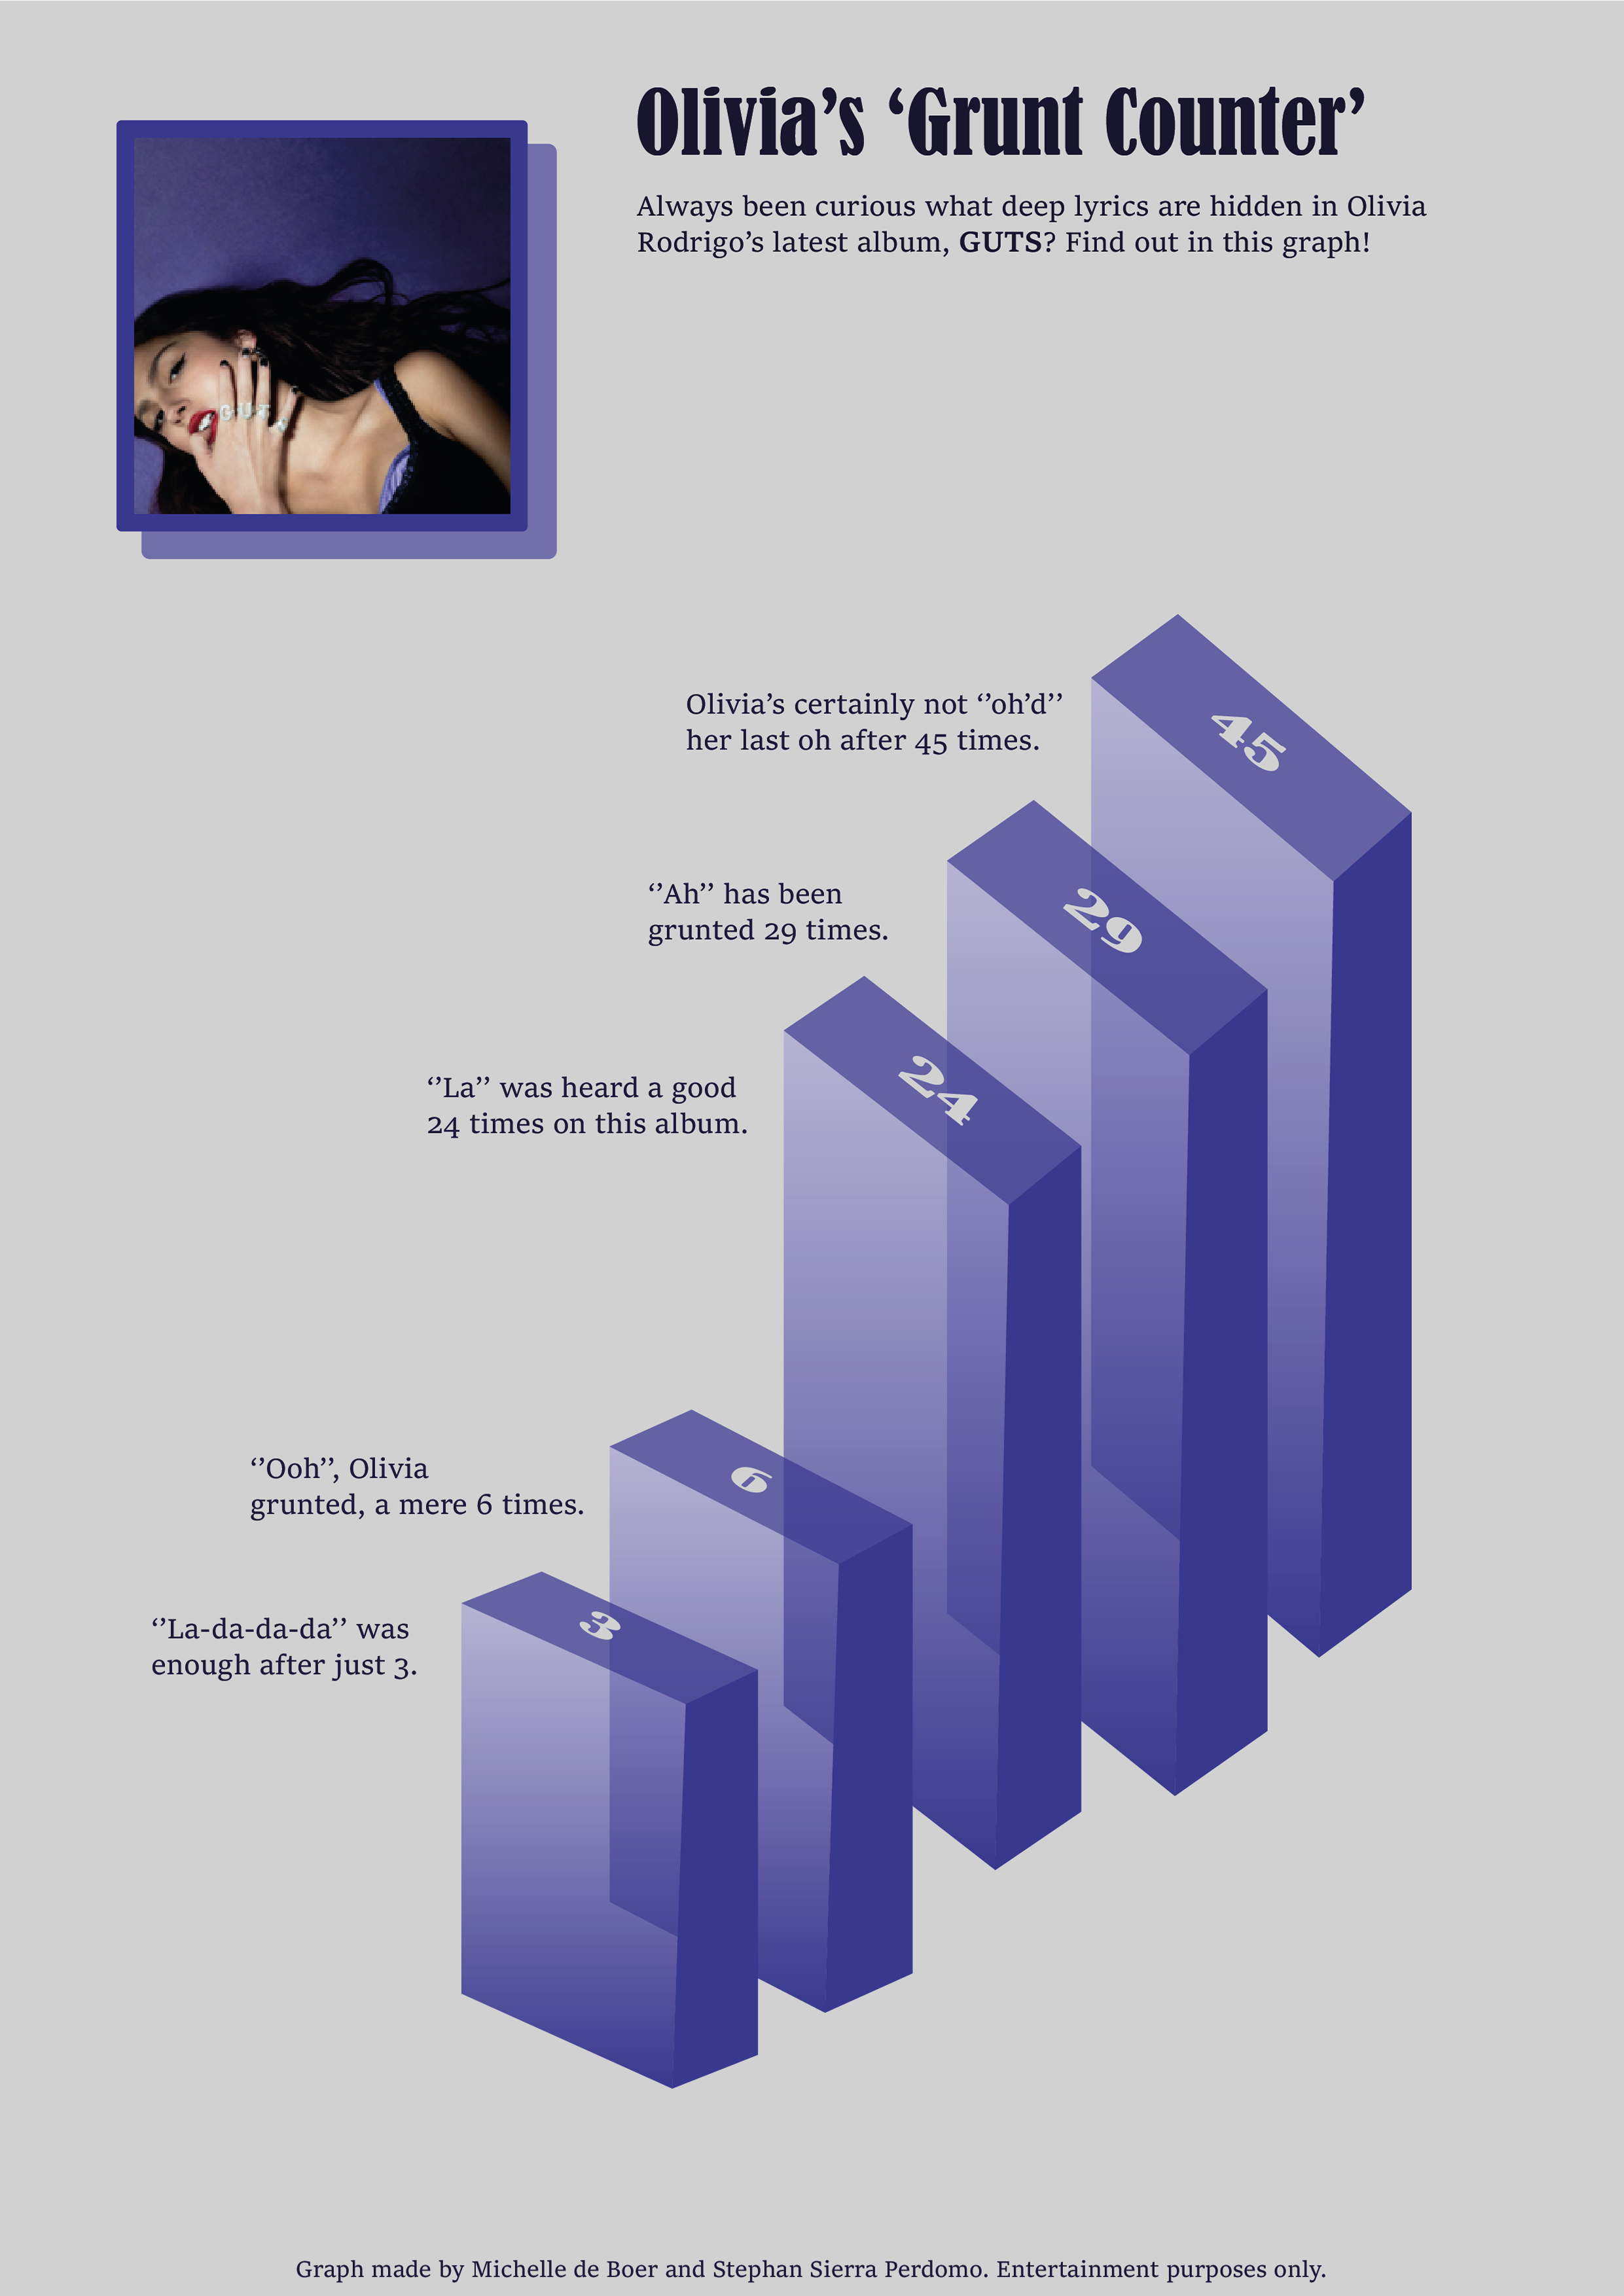 Olivia’s ‘Grunt Counter’
Always been curious what deep lyrics are hidden in Olivia
Rodrigo’s latest album, GUTS? Find out in this graph!
GUT
Olivia’s certainly not ‘’oh’d’’
her last oh after 45 times.
45
‘’Ah’’ has been
grunted 29 times.
29
‘’La’’ was heard a good
24 times on this album.
24
‘’Ooh’’, Olivia
grunted, a mere 6 times.
6
‘’La-da-da-da’’ was
enough after just 3.
3
Graph made by Michelle de Boer and Stephan Sierra Perdomo. Entertainment purposes only.